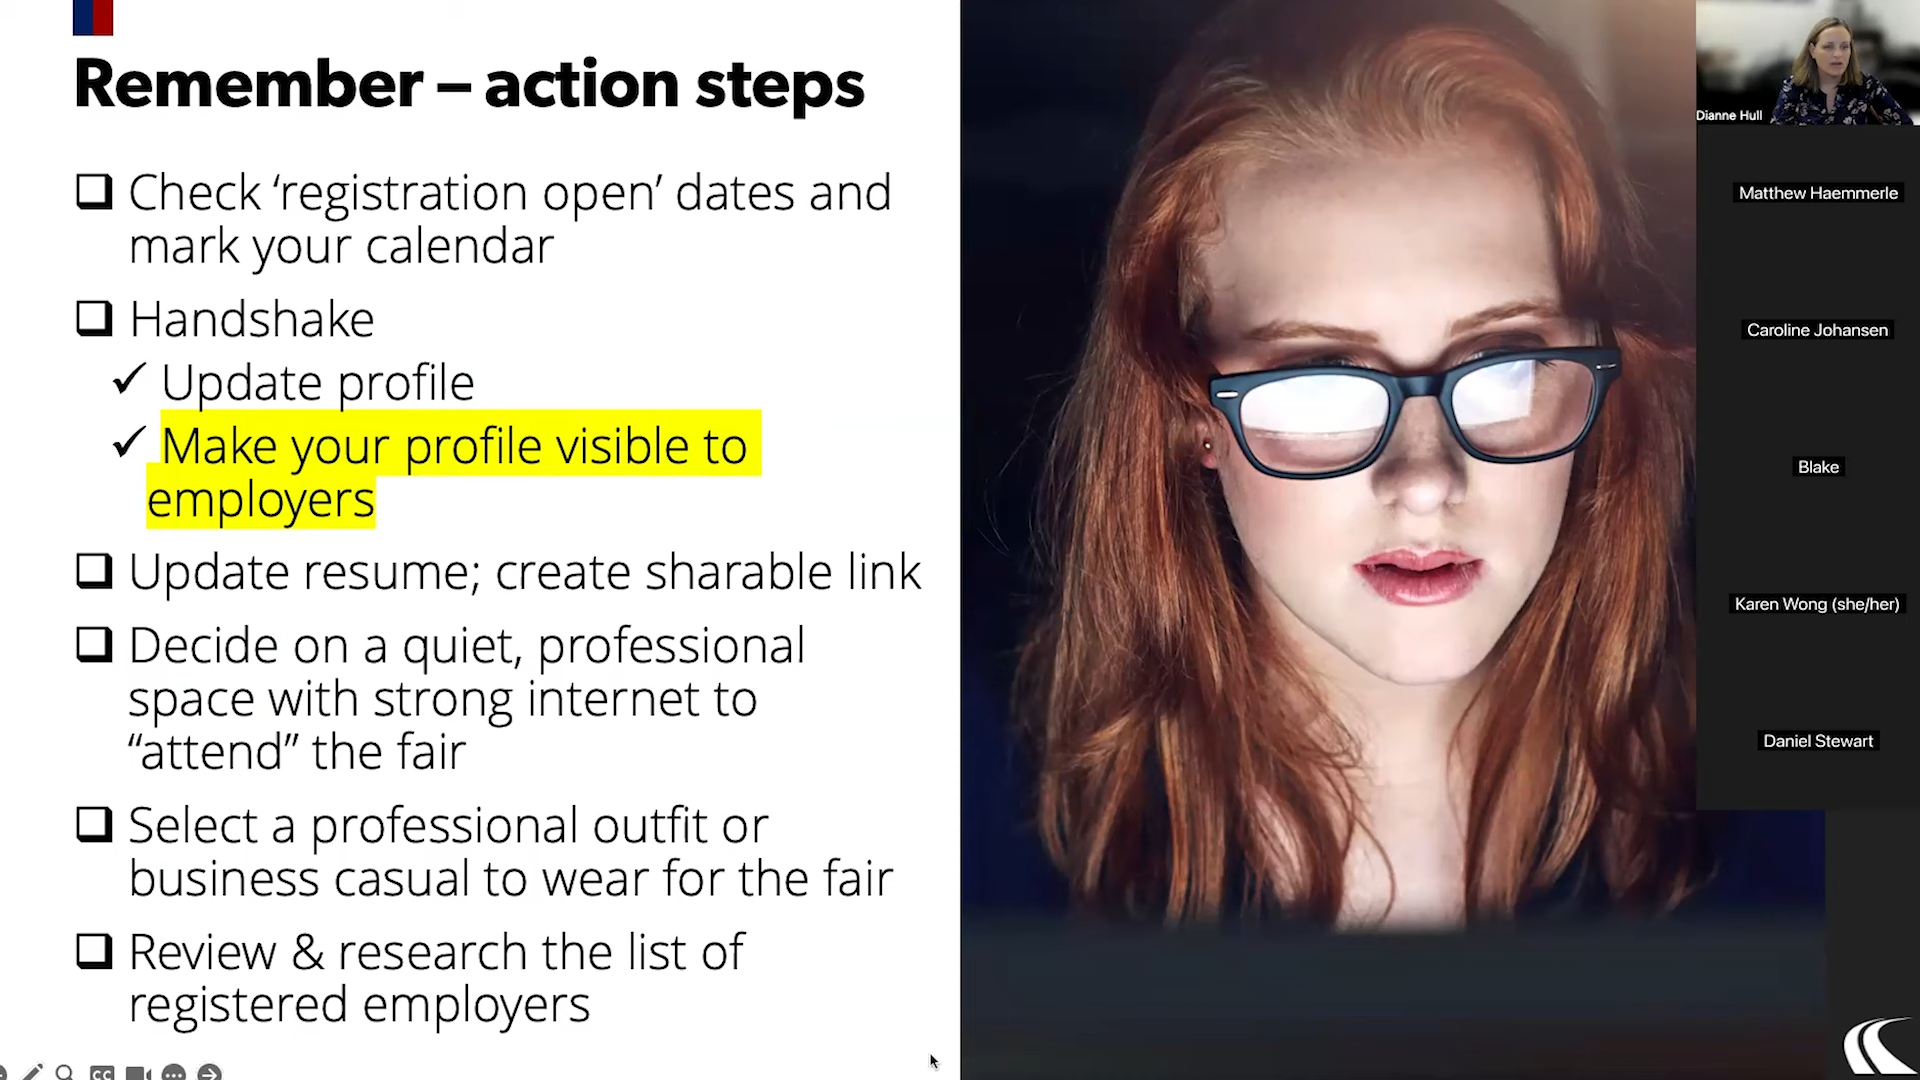 Remember – action steps
Check ‘registration open’ dates and
mark your calendar
Handshake
Update profile
Make your profile visible to
employers
Update resume; create sharable link
Decide on a quiet, professional
space with strong internet to
“attend” the fair
Select a professional outfit or
business casual to wear for the fair
Review & research the list of
registered employers
CC
Dianne Hull
Matthew Haemmerle
Caroline Johansen
Blake
Karen Wong (she/her)
Daniel Stewart